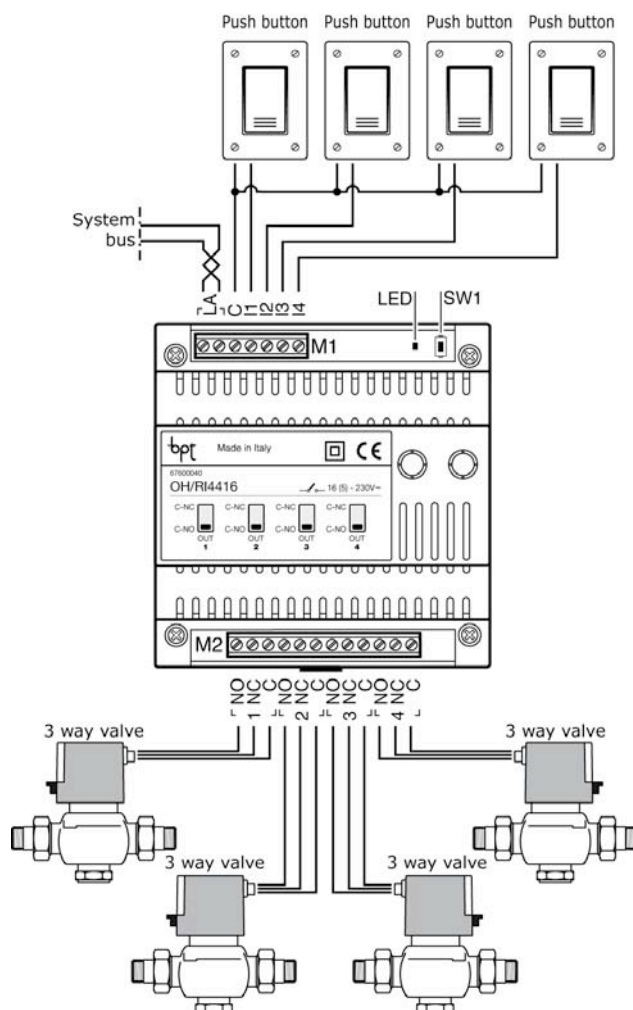 Push button Push button Push button Push button
System
bus
LA C I1 I2 I3 I4
LED SW1
M1
bpt Made in Italy CE
67600040
OH/RI4416 16 (5) - 230V~
C-NC C-NC C-NC C-NC
C-NO C-NO C-NO C-NO
OUT OUT OUT OUT
1 2 3 4
M2
NO 1 NC C NO 2 NC C NO 3 NC C NO 4 NC C
3 way valve 3 way valve
3 way valve 3 way valve